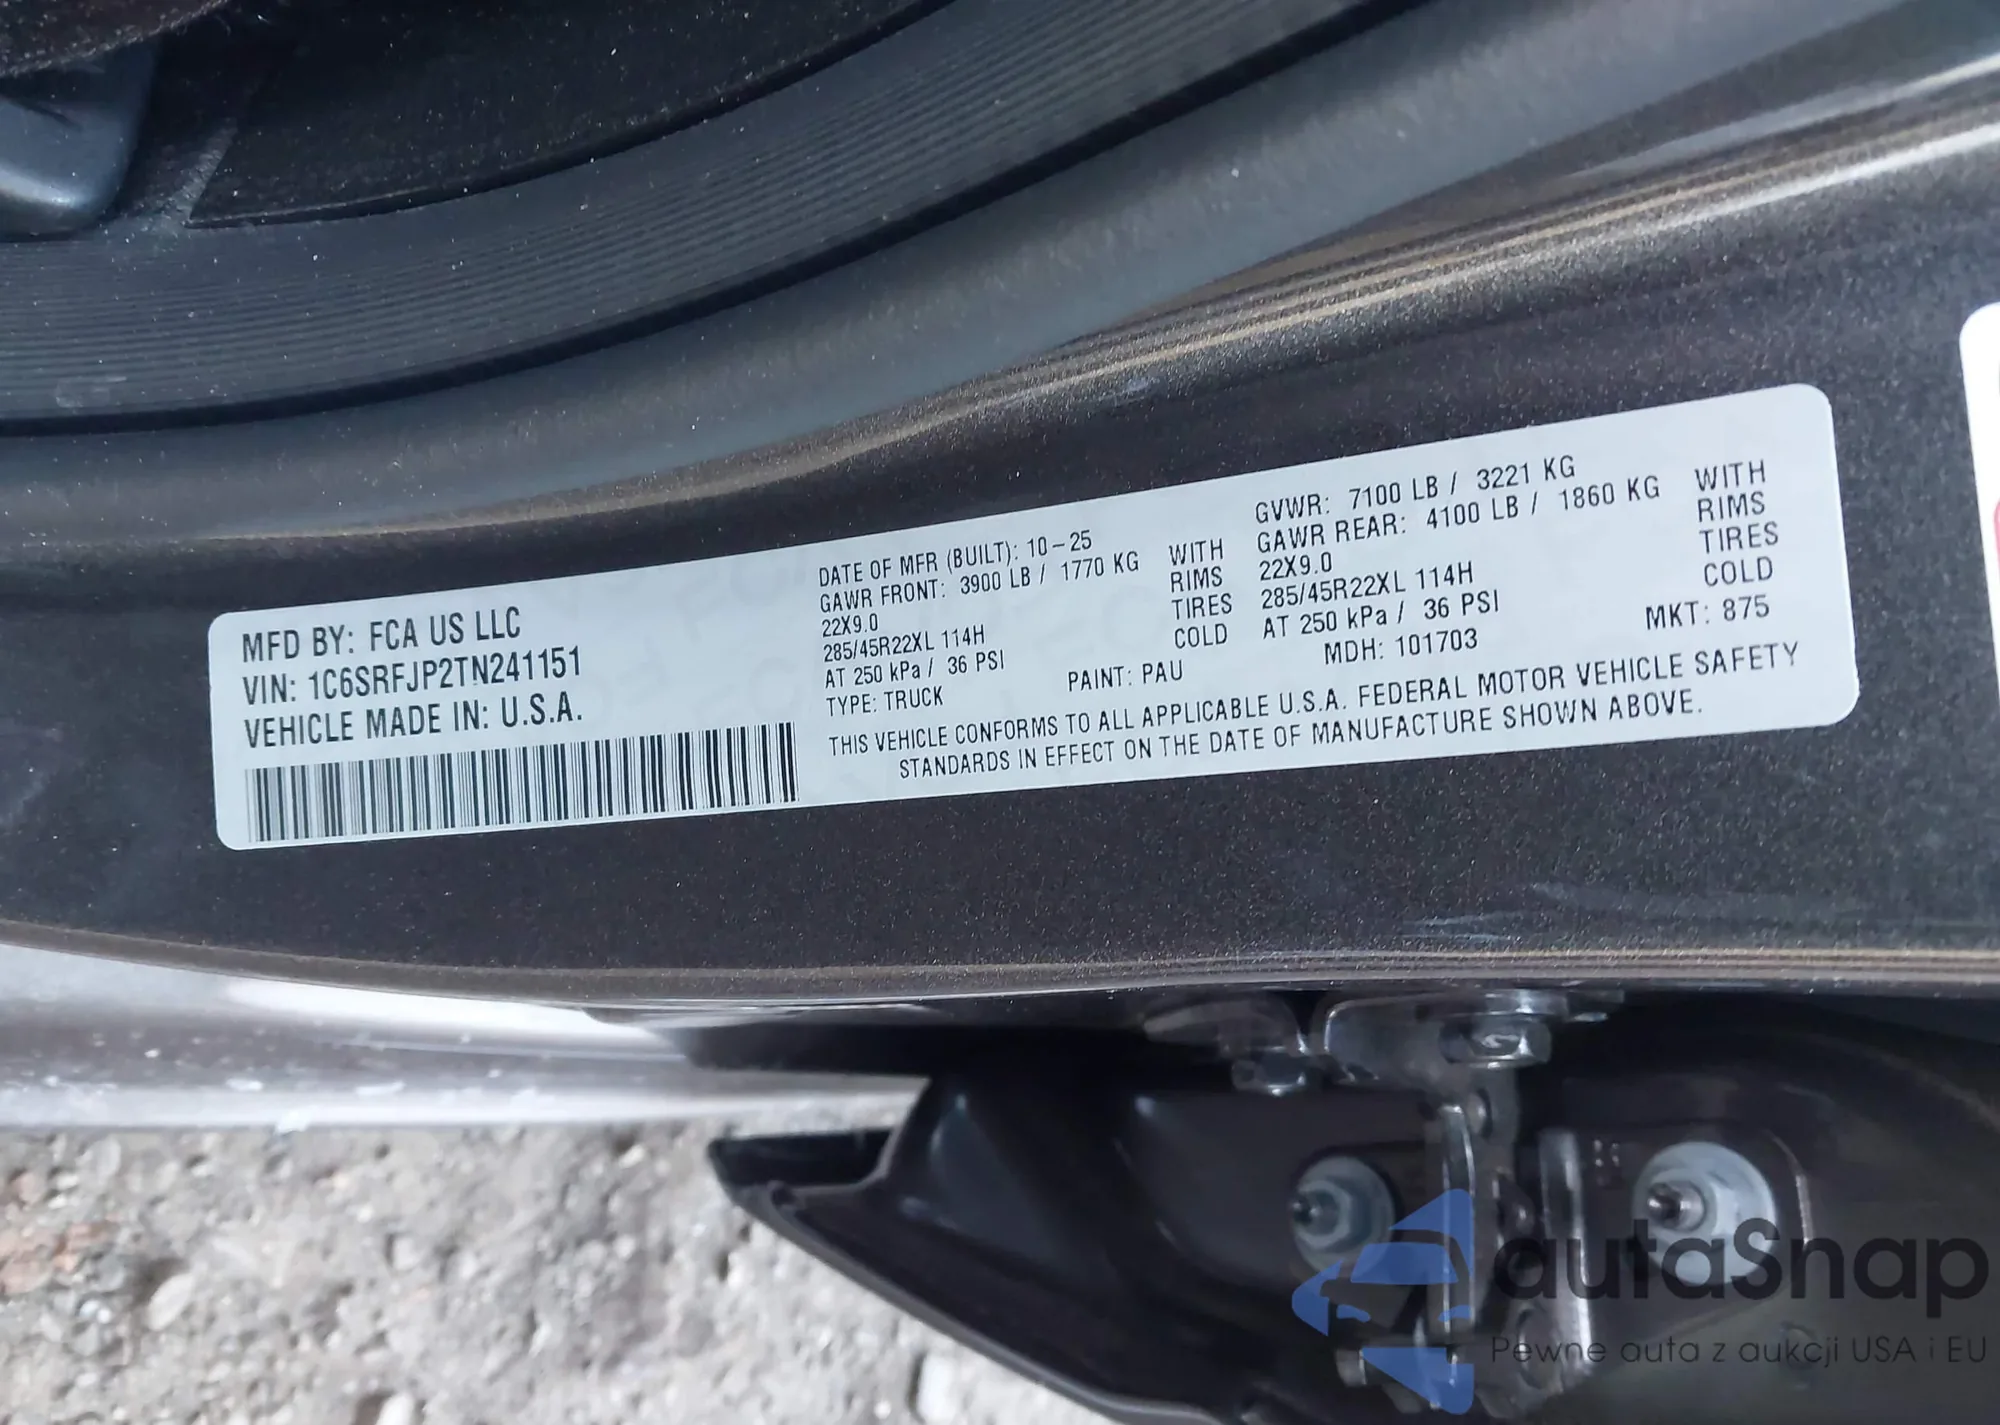 MFD BY: FCA US LLC
VIN: 1C6SRFJP2TN241151
VEHICLE MADE IN: U.S.A.
DATE OF MFR (BUILT): 10-25
GAWR FRONT: 3900 LB / 1770 KG WITH
22X9.0 RIMS
285/45R22XL 114H TIRES
AT 250 kPa / 36 PSI COLD
TYPE: TRUCK PAINT: PAU
GVWR: 7100 LB / 3221 KG
GAWR REAR: 4100 LB / 1860 KG WITH
22X9.0 RIMS
285/45R22XL 114H TIRES
AT 250 kPa / 36 PSI COLD
MDH: 101703 MKT: 875
THIS VEHICLE CONFORMS TO ALL APPLICABLE U.S.A. FEDERAL MOTOR VEHICLE SAFETY
STANDARDS IN EFFECT ON THE DATE OF MANUFACTURE SHOWN ABOVE.
autaSnap
Pewne auta z aukcji USA i EU